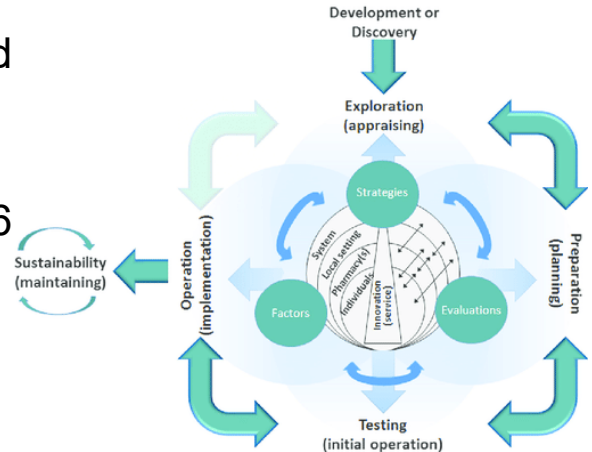 Development or
Discovery
d
Exploration
(appraising)
Strategies
6
System
Local setting
Pharmacy(s)
Individuals
Innovation
(service)
Sustainability
(maintaining)
Operation
(implementation)
Preparation
(planning)
Factors
Evaluations
Testing
(initial operation)